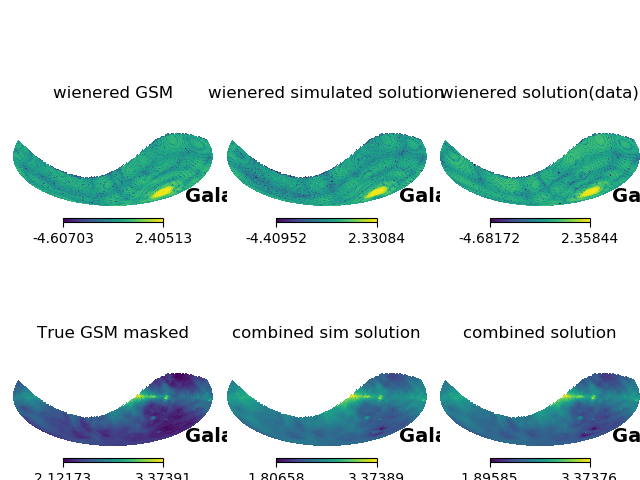 wienered GSM
wienered simulated solution
wienered solution(data)
Gala
Gala
Ga
-4.60703 2.40513
-4.40952 2.33084
-4.68172 2.35844
True GSM masked
combined sim solution
combined solution
Gala
Gala
Ga
2.12173 3.37391
1.80658 3.37389
1.89585 3.37376